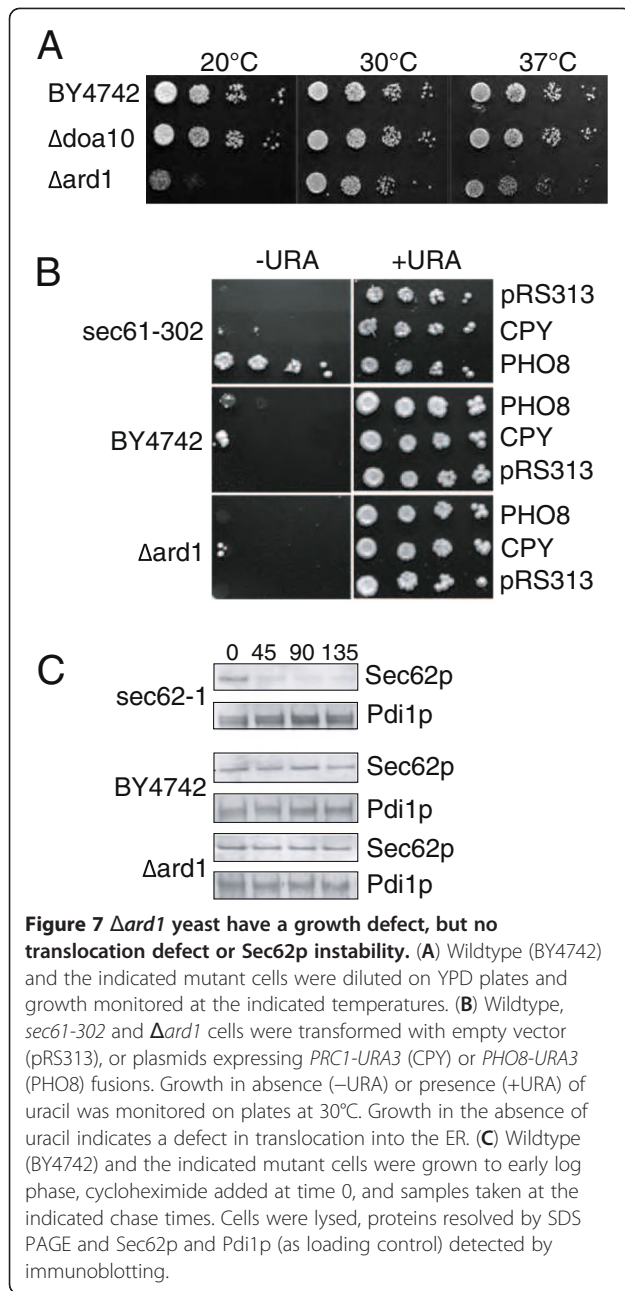 A
20°C 30°C 37°C
BY4742
Δdoa10
Δard1
B
-URA +URA
sec61-302
pRS313
CPY
PHO8
BY4742
PHO8
CPY
pRS313
Δard1
PHO8
CPY
pRS313
C
0 45 90 135
sec62-1
Sec62p
Pdi1p
BY4742
Sec62p
Pdi1p
Δard1
Sec62p
Pdi1p
Figure 7 Δard1 yeast have a growth defect, but no
translocation defect or Sec62p instability. (A) Wildtype (BY4742)
and the indicated mutant cells were diluted on YPD plates and
growth monitored at the indicated temperatures. (B) Wildtype,
sec61-302 and Δard1 cells were transformed with empty vector
(pRS313), or plasmids expressing PRC1-URA3 (CPY) or PHO8-URA3
(PHO8) fusions. Growth in absence (–URA) or presence (+URA) of
uracil was monitored on plates at 30°C. Growth in the absence of
uracil indicates a defect in translocation into the ER. (C) Wildtype
(BY4742) and the indicated mutant cells were grown to early log
phase, cycloheximide added at time 0, and samples taken at the
indicated chase times. Cells were lysed, proteins resolved by SDS
PAGE and Sec62p and Pdi1p (as loading control) detected by
immunoblotting.